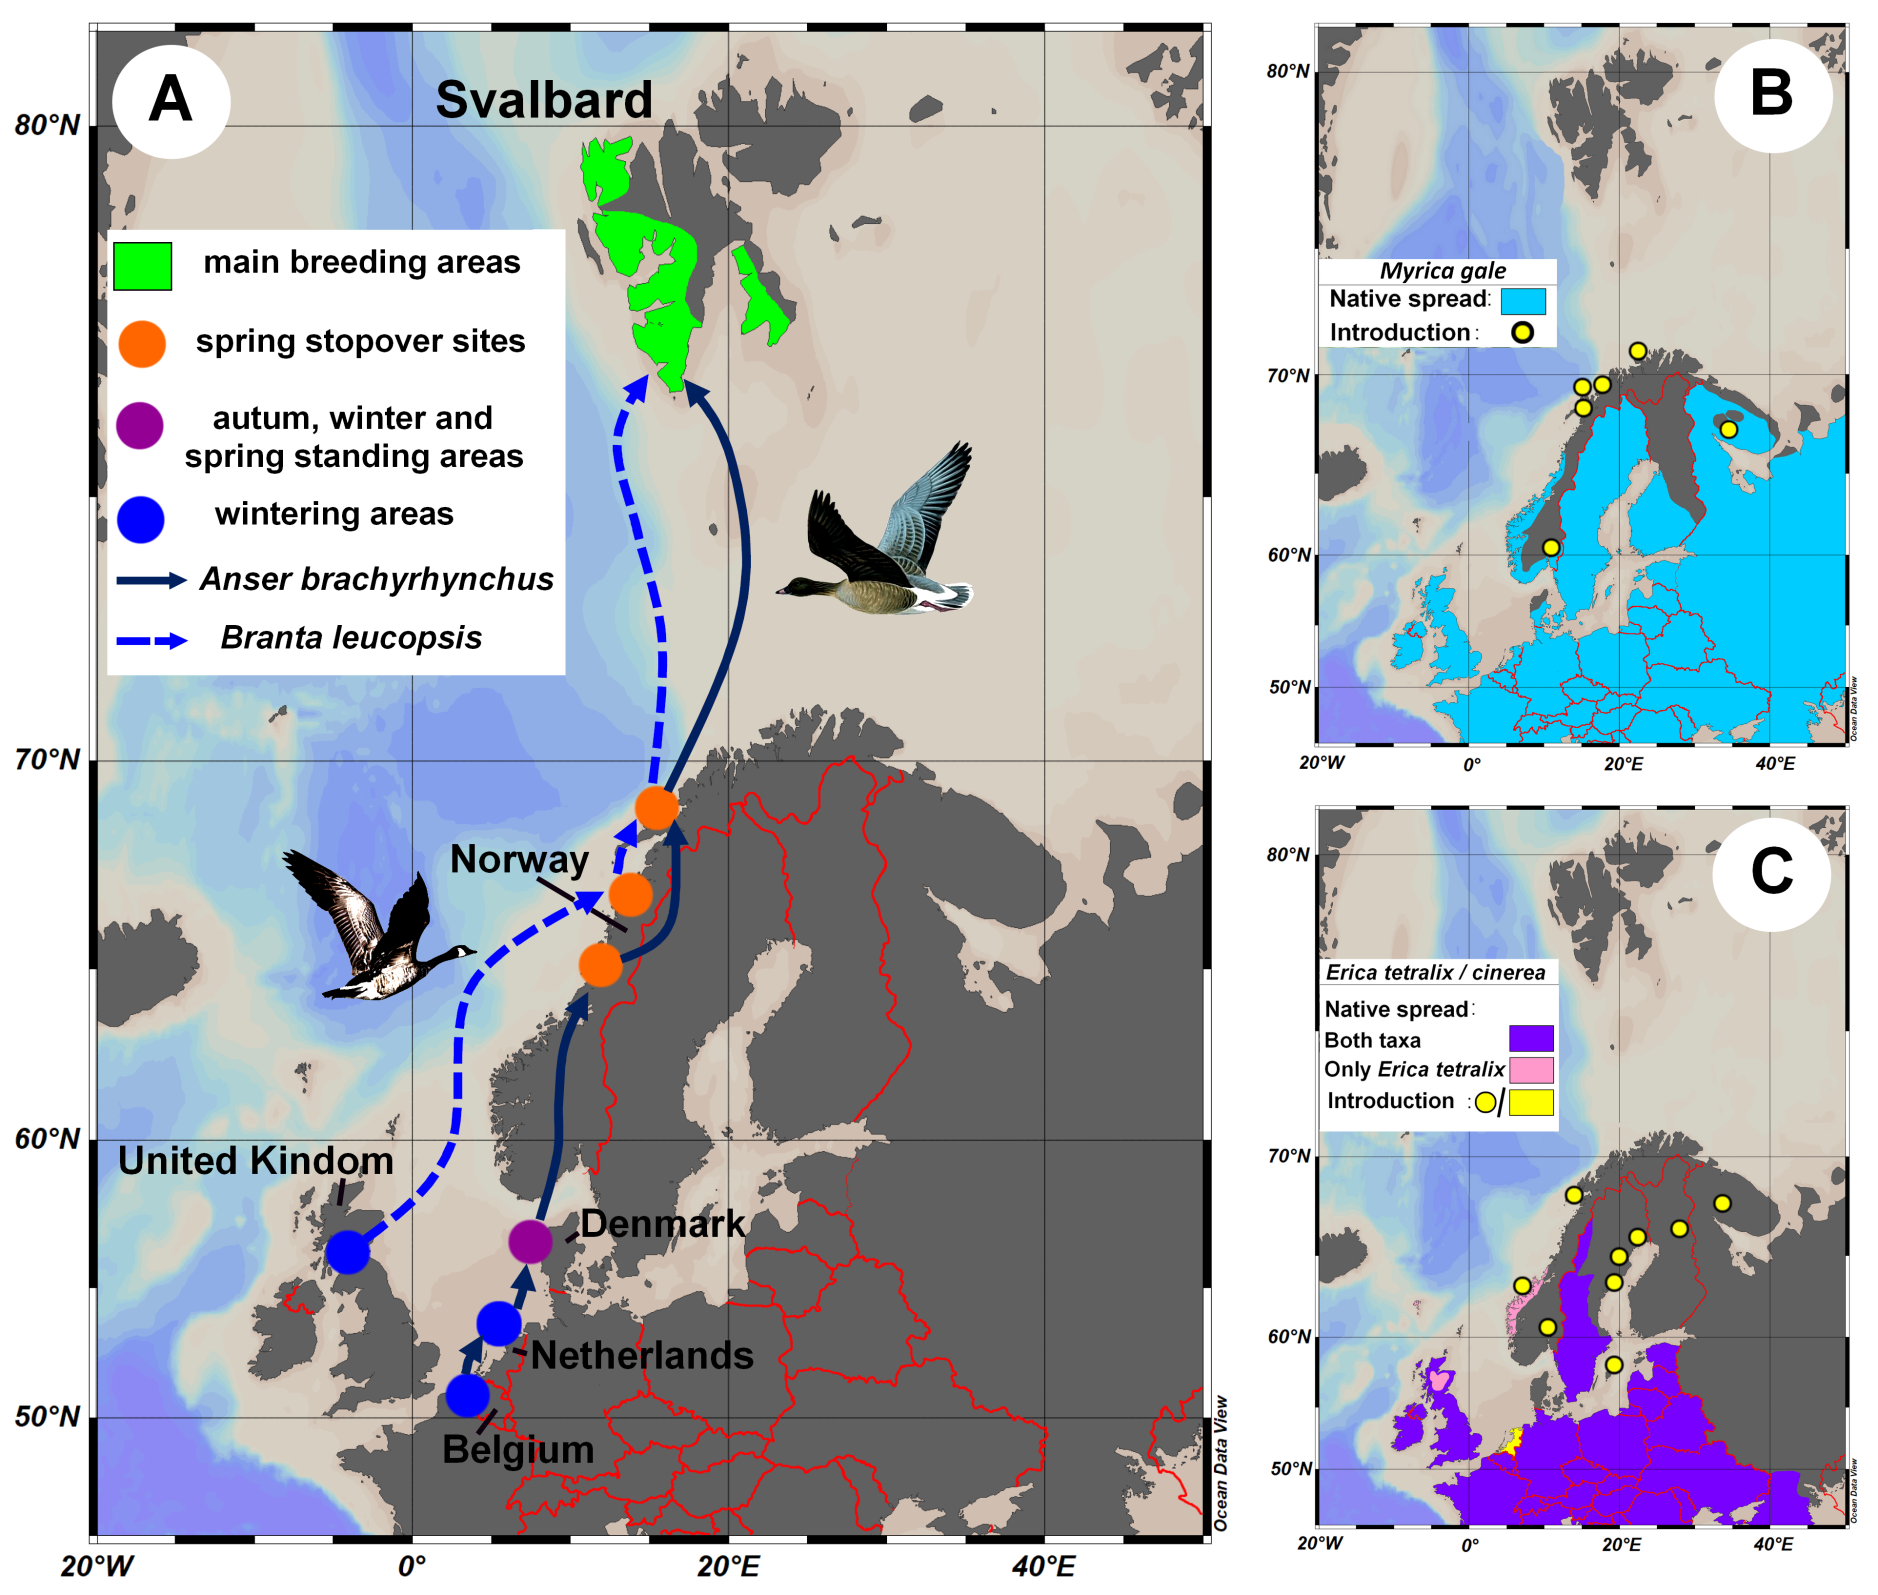 A
Svalbard
80°N
70°N
60°N
50°N
20°W
0°
20°E
40°E
main breeding areas
spring stopover sites
autum, winter and
spring standing areas
wintering areas
Anser brachyrhynchus
Branta leucopsis
Norway
United Kindom
Denmark
Netherlands
Belgium
Ocean Data View
B
80°N
70°N
60°N
50°N
20°W
0°
20°E
40°E
Myrica gale
Native spread:
Introduction :
Ocean Data View
C
80°N
70°N
60°N
50°N
20°W
0°
20°E
40°E
Erica tetralix / cinerea
Native spread:
Both taxa
Only Erica tetralix
Introduction : /
Ocean Data View